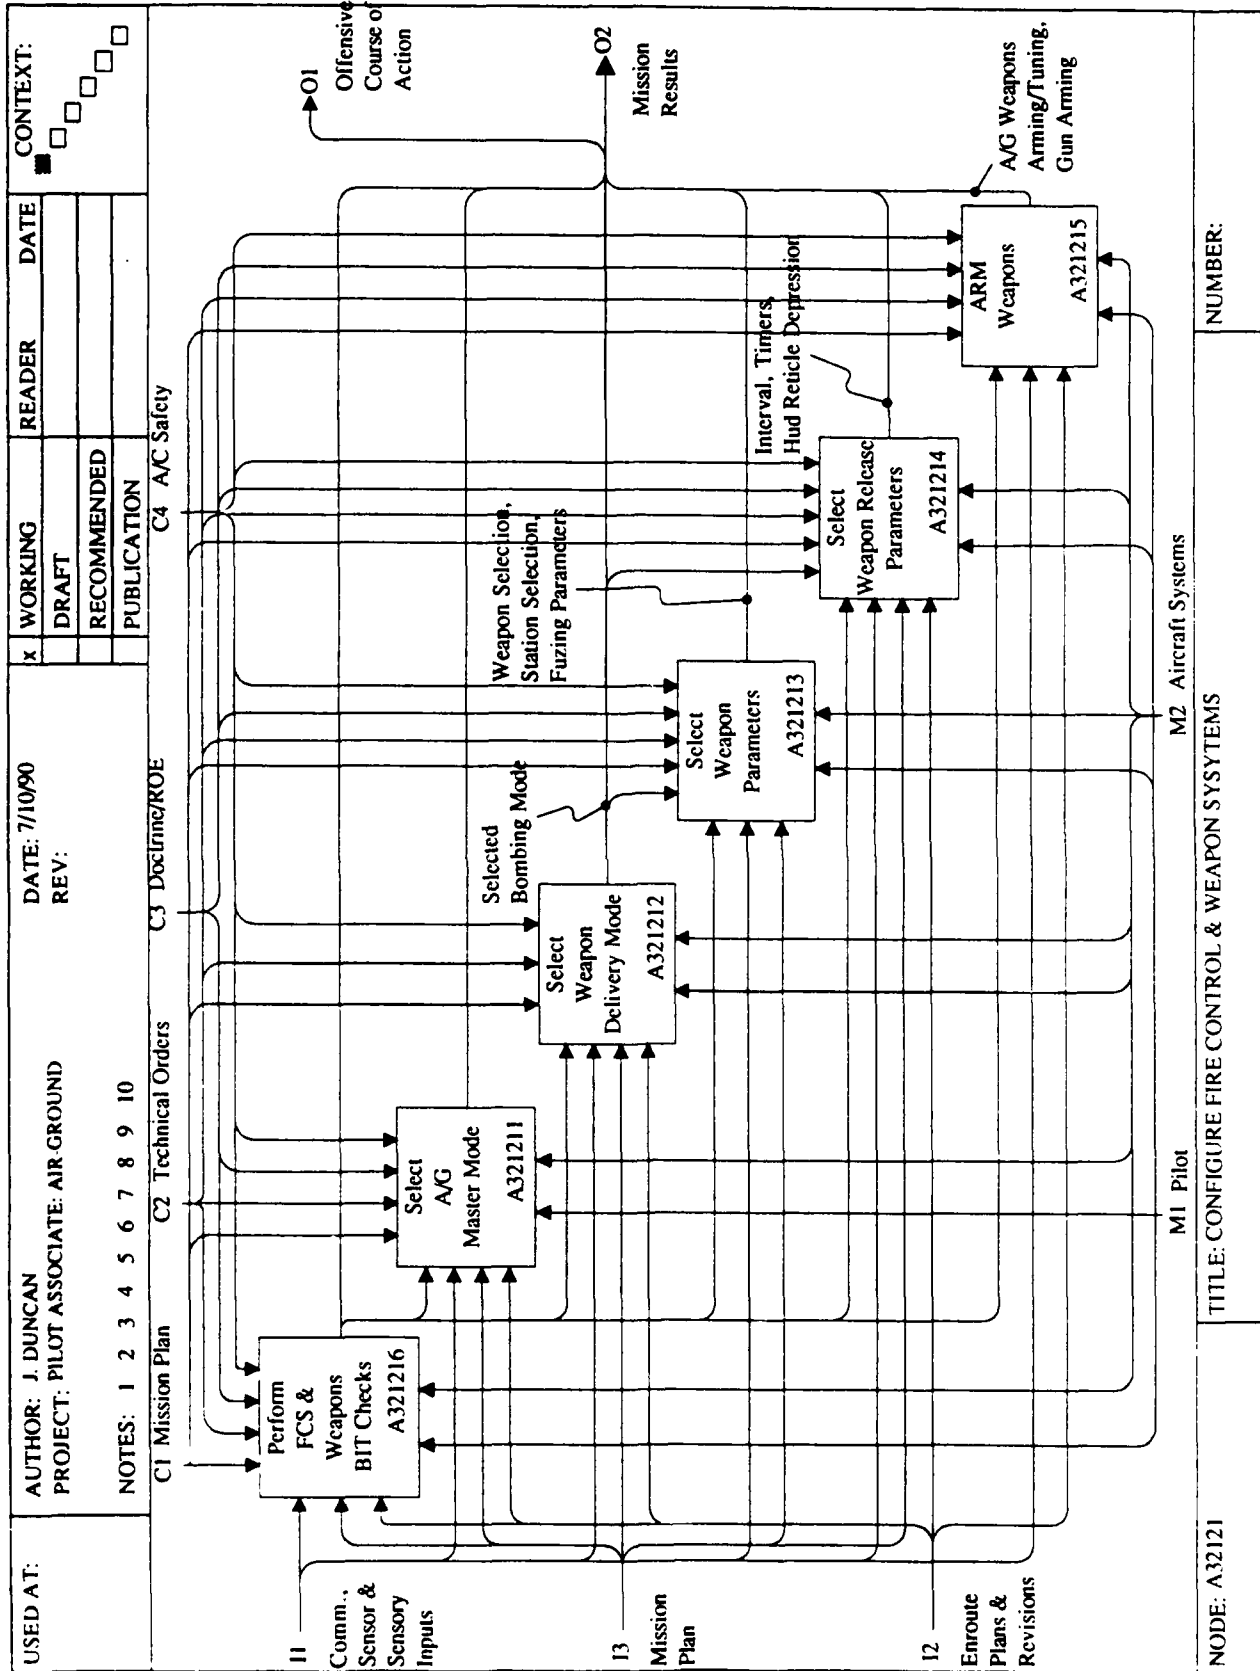 USED AT:
AUTHOR: J. DUNCAN
PROJECT: PILOT ASSOCIATE: AIR-GROUND
NOTES: 1 2 3 4 5 6 7 8 9 10
DATE: 7/10/90
REV:
x WORKING
DRAFT
RECOMMENDED
PUBLICATION
READER
DATE
CONTEXT:
C1 Mission Plan
C2 Technical Orders
C3 Doctrine/ROE
C4 A/C Safety
I1
Comm.,
Sensor &
Sensory
Inputs
I3
Mission
Plan
I2
Enroute
Plans &
Revisions
Perform
FCS &
Weapons
BIT Checks
A321216
Select
A/G
Master Mode
A321211
Select
Weapon
Delivery Mode
A321212
Selected
Bombing Mode
Select
Weapon
Parameters
A321213
Weapon Selection,
Station Selection,
Fuzing Parameters
Select
Weapon Release
Parameters
A321214
Interval, Timers,
Hud Reticle Depression
ARM
Weapons
A321215
A/G Weapons
Arming/Tuning,
Gun Arming
O1
Offensive
Course of
Action
O2
Mission
Results
M1 Pilot
M2 Aircraft Systems
NODE: A32121
TITLE: CONFIGURE FIRE CONTROL & WEAPON SYSYTEMS
NUMBER: